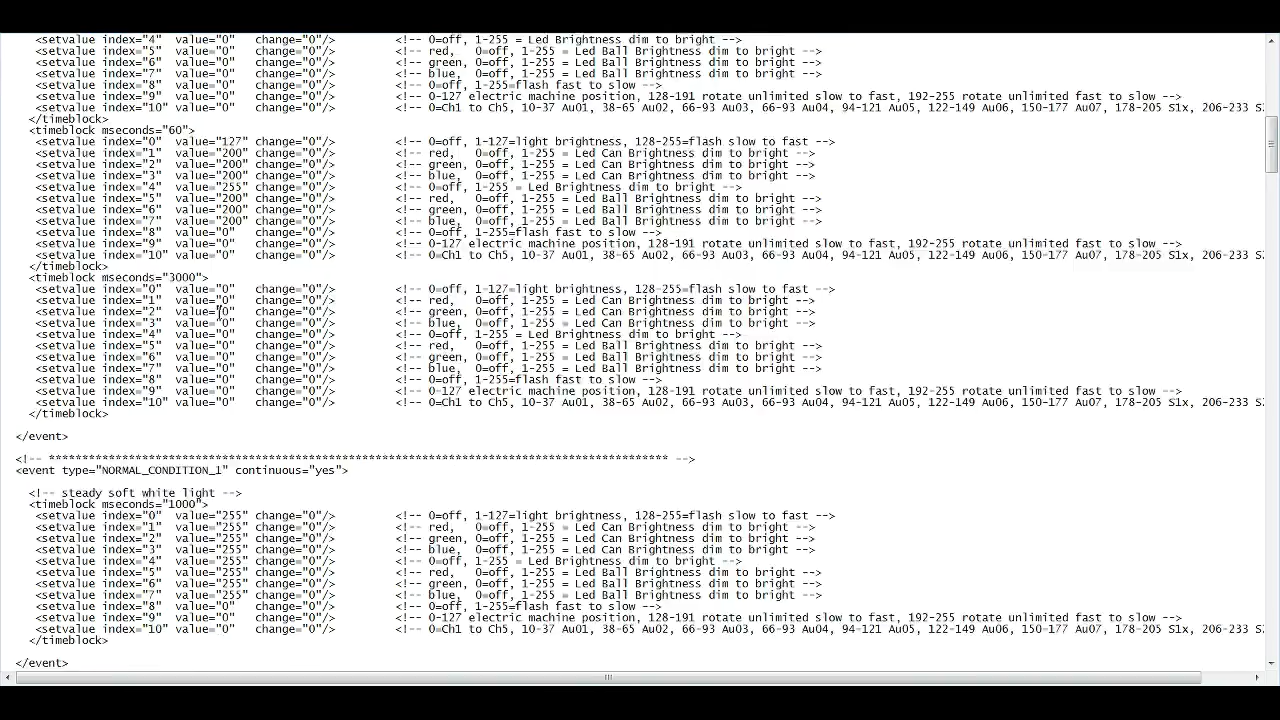 <setvalue index="4" value="0" change="0"/> <!-- 0=off, 1-255 = Led Brightness dim to bright -->
<setvalue index="5" value="0" change="0"/> <!-- red, 0=off, 1-255 = Led Ball Brightness dim to bright -->
<setvalue index="6" value="0" change="0"/> <!-- green, 0=off, 1-255 = Led Ball Brightness dim to bright -->
<setvalue index="7" value="0" change="0"/> <!-- blue, 0=off, 1-255 = Led Ball Brightness dim to bright -->
<setvalue index="8" value="0" change="0"/> <!-- 0=off, 1-255=flash fast to slow -->
<setvalue index="9" value="0" change="0"/> <!-- 0-127 electric machine position, 128-191 rotate unlimited slow to fast, 192-255 rotate unlimited fast to slow -->
<setvalue index="10" value="0" change="0"/> <!-- 0=Ch1 to Ch5, 10-37 Au01, 38-65 Au02, 66-93 Au03, 66-93 Au04, 94-121 Au05, 122-149 Au06, 150-177 Au07, 178-205 S1x, 206-233
</timeblock>
<timeblock mseconds="60">
<setvalue index="0" value="127" change="0"/> <!-- 0=off, 1-127=light brightness, 128-255=flash slow to fast -->
<setvalue index="1" value="200" change="0"/> <!-- red, 0=off, 1-255 = Led Can Brightness dim to bright -->
<setvalue index="2" value="200" change="0"/> <!-- green, 0=off, 1-255 = Led Can Brightness dim to bright -->
<setvalue index="3" value="200" change="0"/> <!-- blue, 0=off, 1-255 = Led Can Brightness dim to bright -->
<setvalue index="4" value="255" change="0"/> <!-- 0=off, 1-255 = Led Brightness dim to bright -->
<setvalue index="5" value="200" change="0"/> <!-- red, 0=off, 1-255 = Led Ball Brightness dim to bright -->
<setvalue index="6" value="200" change="0"/> <!-- green, 0=off, 1-255 = Led Ball Brightness dim to bright -->
<setvalue index="7" value="200" change="0"/> <!-- blue, 0=off, 1-255 = Led Ball Brightness dim to bright -->
<setvalue index="8" value="0" change="0"/> <!-- 0=off, 1-255=flash fast to slow -->
<setvalue index="9" value="0" change="0"/> <!-- 0-127 electric machine position, 128-191 rotate unlimited slow to fast, 192-255 rotate unlimited fast to slow -->
<setvalue index="10" value="0" change="0"/> <!-- 0=Ch1 to Ch5, 10-37 Au01, 38-65 Au02, 66-93 Au03, 66-93 Au04, 94-121 Au05, 122-149 Au06, 150-177 Au07, 178-205 S1x, 206-233
</timeblock>
<timeblock mseconds="3000">
<setvalue index="0" value="0" change="0"/> <!-- 0=off, 1-127=light brightness, 128-255=flash slow to fast -->
<setvalue index="1" value="0" change="0"/> <!-- red, 0=off, 1-255 = Led Can Brightness dim to bright -->
<setvalue index="2" value="0" change="0"/> <!-- green, 0=off, 1-255 = Led Can Brightness dim to bright -->
<setvalue index="3" value="0" change="0"/> <!-- blue, 0=off, 1-255 = Led Can Brightness dim to bright -->
<setvalue index="4" value="0" change="0"/> <!-- 0=off, 1-255 = Led Brightness dim to bright -->
<setvalue index="5" value="0" change="0"/> <!-- red, 0=off, 1-255 = Led Ball Brightness dim to bright -->
<setvalue index="6" value="0" change="0"/> <!-- green, 0=off, 1-255 = Led Ball Brightness dim to bright -->
<setvalue index="7" value="0" change="0"/> <!-- blue, 0=off, 1-255 = Led Ball Brightness dim to bright -->
<setvalue index="8" value="0" change="0"/> <!-- 0=off, 1-255=flash fast to slow -->
<setvalue index="9" value="0" change="0"/> <!-- 0-127 electric machine position, 128-191 rotate unlimited slow to fast, 192-255 rotate unlimited fast to slow -->
<setvalue index="10" value="0" change="0"/> <!-- 0=Ch1 to Ch5, 10-37 Au01, 38-65 Au02, 66-93 Au03, 66-93 Au04, 94-121 Au05, 122-149 Au06, 150-177 Au07, 178-205 S1x, 206-233
</timeblock>
</event>
<!-- ********************************************************************************************* -->
<event type="NORMAL_CONDITION_1" continuous="yes">
<!-- steady soft white light -->
<timeblock mseconds="1000">
<setvalue index="0" value="255" change="0"/> <!-- 0=off, 1-127=light brightness, 128-255=flash slow to fast -->
<setvalue index="1" value="255" change="0"/> <!-- red, 0=off, 1-255 = Led Can Brightness dim to bright -->
<setvalue index="2" value="255" change="0"/> <!-- green, 0=off, 1-255 = Led Can Brightness dim to bright -->
<setvalue index="3" value="255" change="0"/> <!-- blue, 0=off, 1-255 = Led Can Brightness dim to bright -->
<setvalue index="4" value="255" change="0"/> <!-- 0=off, 1-255 = Led Brightness dim to bright -->
<setvalue index="5" value="255" change="0"/> <!-- red, 0=off, 1-255 = Led Ball Brightness dim to bright -->
<setvalue index="6" value="255" change="0"/> <!-- green, 0=off, 1-255 = Led Ball Brightness dim to bright -->
<setvalue index="7" value="255" change="0"/> <!-- blue, 0=off, 1-255 = Led Ball Brightness dim to bright -->
<setvalue index="8" value="0" change="0"/> <!-- 0=off, 1-255=flash fast to slow -->
<setvalue index="9" value="0" change="0"/> <!-- 0-127 electric machine position, 128-191 rotate unlimited slow to fast, 192-255 rotate unlimited fast to slow -->
<setvalue index="10" value="0" change="0"/> <!-- 0=Ch1 to Ch5, 10-37 Au01, 38-65 Au02, 66-93 Au03, 66-93 Au04, 94-121 Au05, 122-149 Au06, 150-177 Au07, 178-205 S1x, 206-233
</timeblock>
</event>